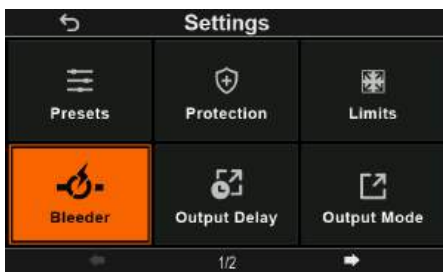 Settings
Presets
Protection
Limits
Bleeder
Output Delay
Output Mode
1/2